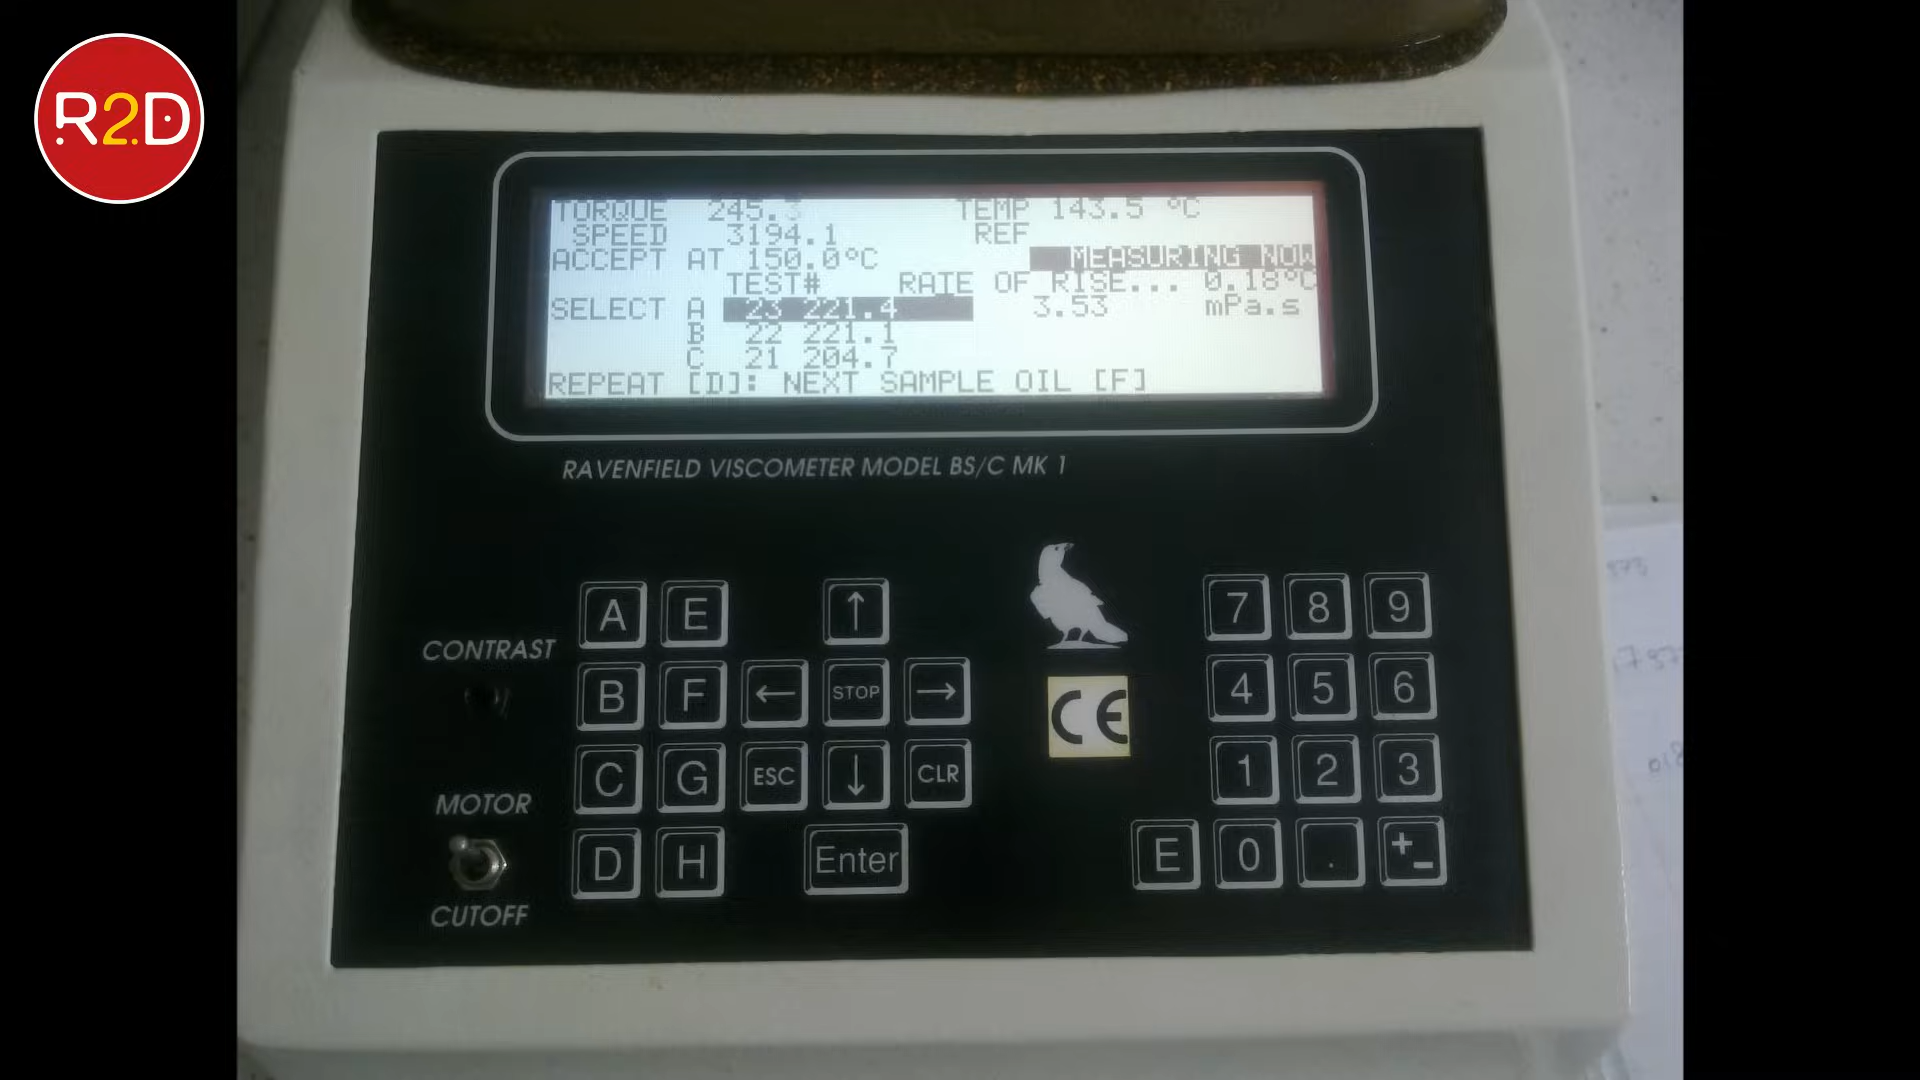 R2D
TORQUE 245.3 TEMP 143.5 °C
SPEED 3194.1 REF
ACCEPT AT 150.0°C MEASURING NOW
TEST# RATE OF RISE... 0.18°C
SELECT A 23 221.4 3.53 mPa.s
B 22 221.1
C 21 204.7
REPEAT [D]: NEXT SAMPLE OIL [F]
RAVENFIELD VISCOMETER MODEL BS/C MK 1
CONTRAST
MOTOR
CUTOFF
A E ↑
B F ← STOP →
C G ESC ↓ CLR
D H Enter
CE
7 8 9
4 5 6
1 2 3
E 0 . +-